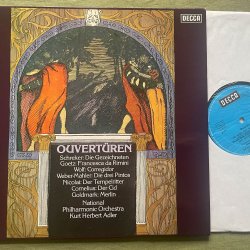 DECCA
OUVERTÜREN
Schreker: Die Gezeichneten
Goetz: Francesca da Rimini
Wolf: Corregidor
Weber-Mahler: Die drei Pintos
Nicolai: Der Tempelritter
Cornelius: Der Cid
Goldmark: Merlin
National
Philharmonic Orchestra
Kurt Herbert Adler
DECCA